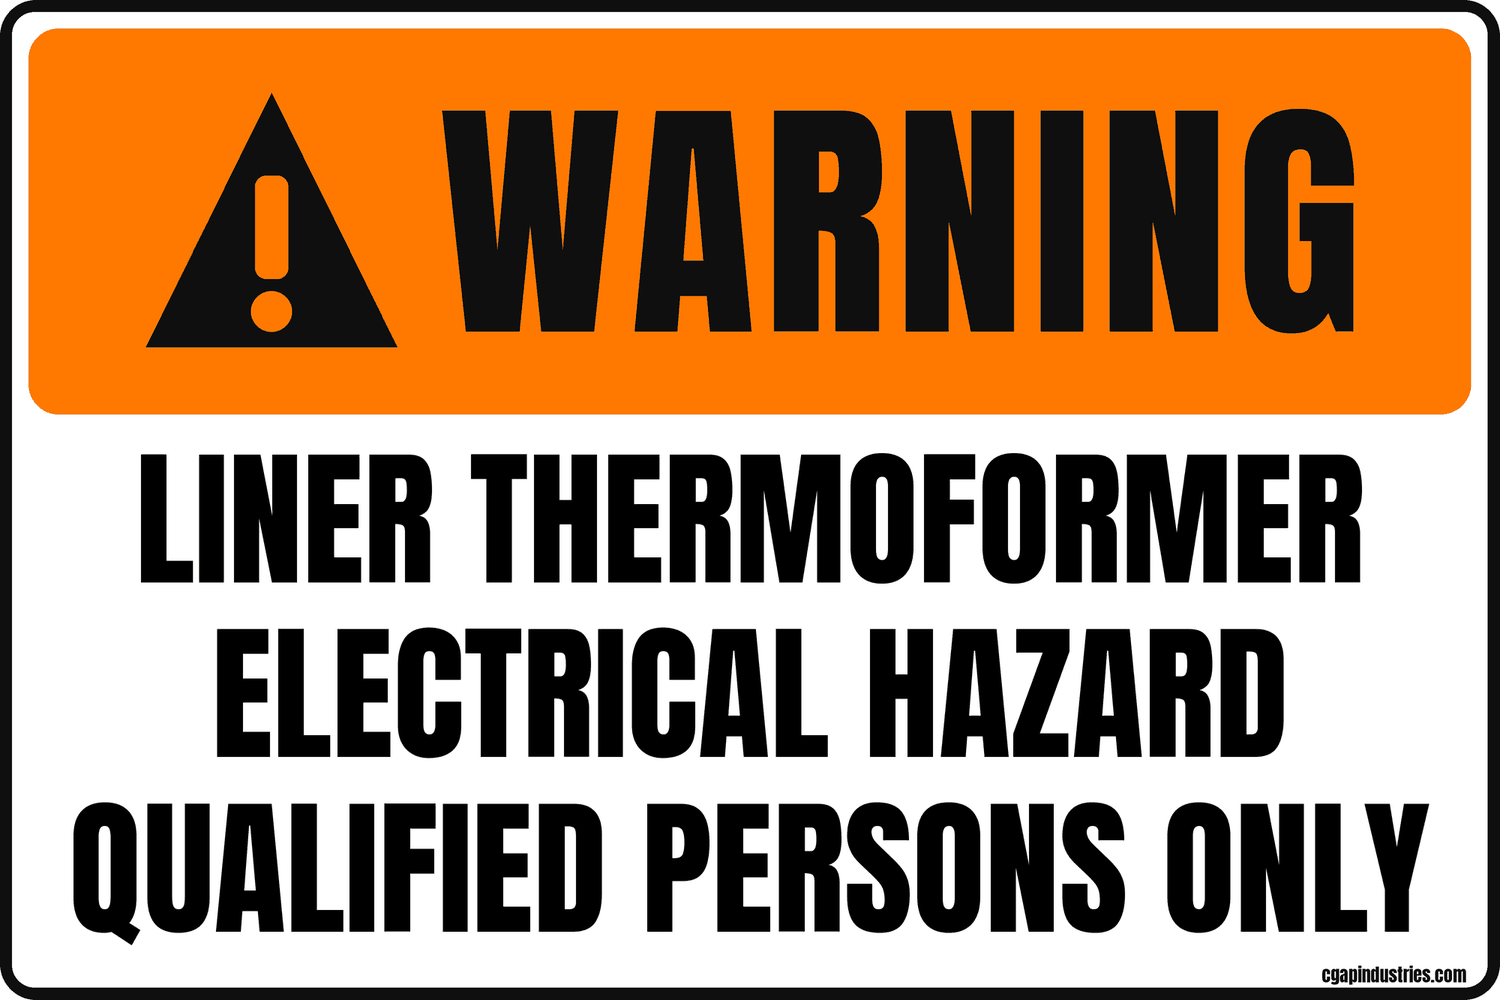 WARNING
LINER THERMOFORMER
ELECTRICAL HAZARD
QUALIFIED PERSONS ONLY
cgapindustries.com